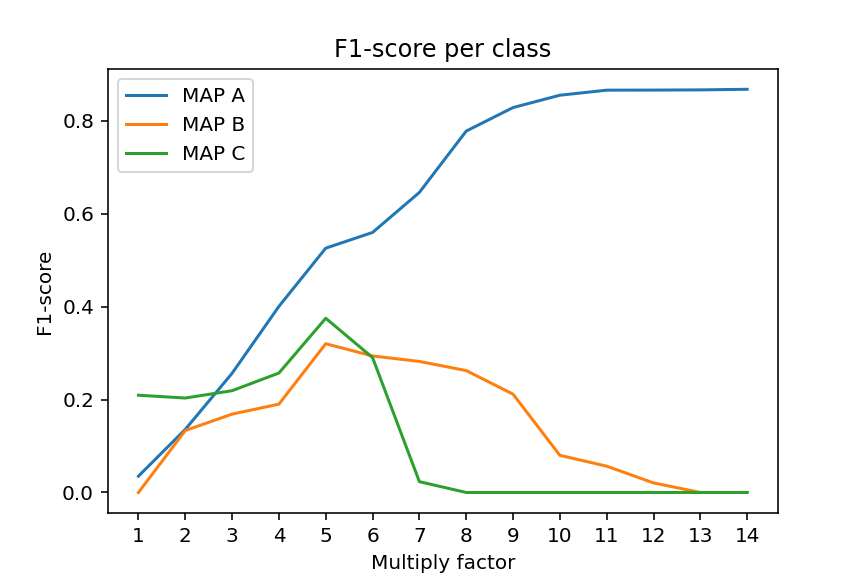 F1-score per class
MAP A
MAP B
MAP C
F1-score
0.8
0.6
0.4
0.2
0.0
1 2 3 4 5 6 7 8 9 10 11 12 13 14
Multiply factor